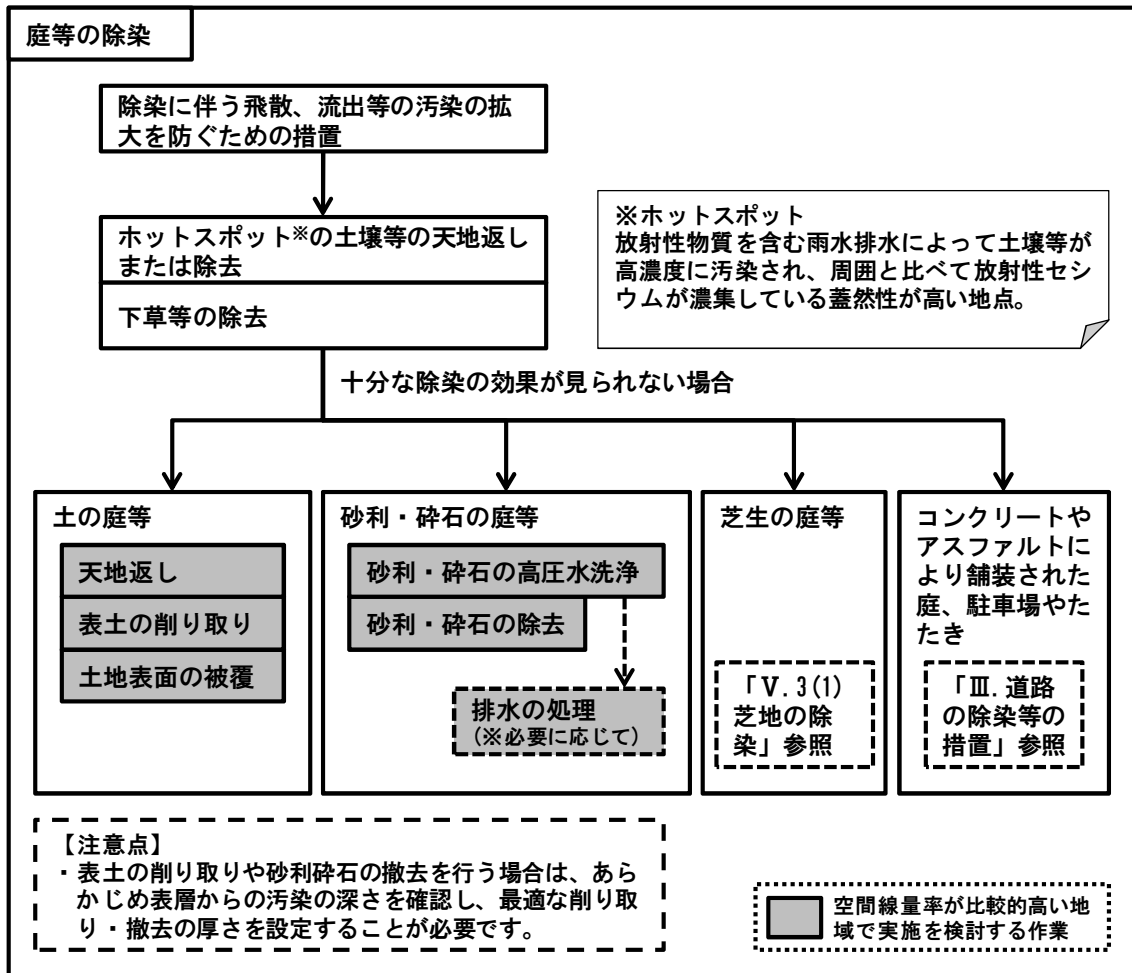 庭等の除染
除染に伴う飛散、流出等の汚染の拡
大を防ぐための措置
ホットスポット※の土壌等の天地返し
または除去
下草等の除去
※ホットスポット
放射性物質を含む雨水排水によって土壌等が
高濃度に汚染され、周囲と比べて放射性セシ
ウムが濃集している蓋然性が高い地点。
十分な除染の効果が見られない場合
土の庭等
天地返し
表土の削り取り
土地表面の被覆
砂利・砕石の庭等
砂利・砕石の高圧水洗浄
砂利・砕石の除去
排水の処理
(※必要に応じて)
芝生の庭等
「Ⅴ.3(1)
芝地の除
染」参照
コンクリートや
アスファルトに
より舗装された
庭、駐車場やた
たき
「Ⅲ.道路
の除染等の
措置」参照
【注意点】
・表土の削り取りや砂利砕石の撤去を行う場合は、あら
かじめ表層からの汚染の深さを確認し、最適な削り取
り・撤去の厚さを設定することが必要です。
空間線量率が比較的高い地
域で実施を検討する作業